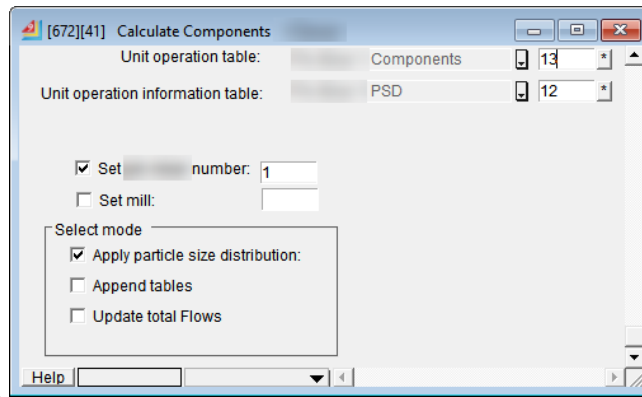 [672][41] Calculate Components
Unit operation table: Components 13 *
Unit operation information table: PSD 12 *
Set number: 1
Set mill:
Select mode
Apply particle size distribution:
Append tables
Update total Flows
Help